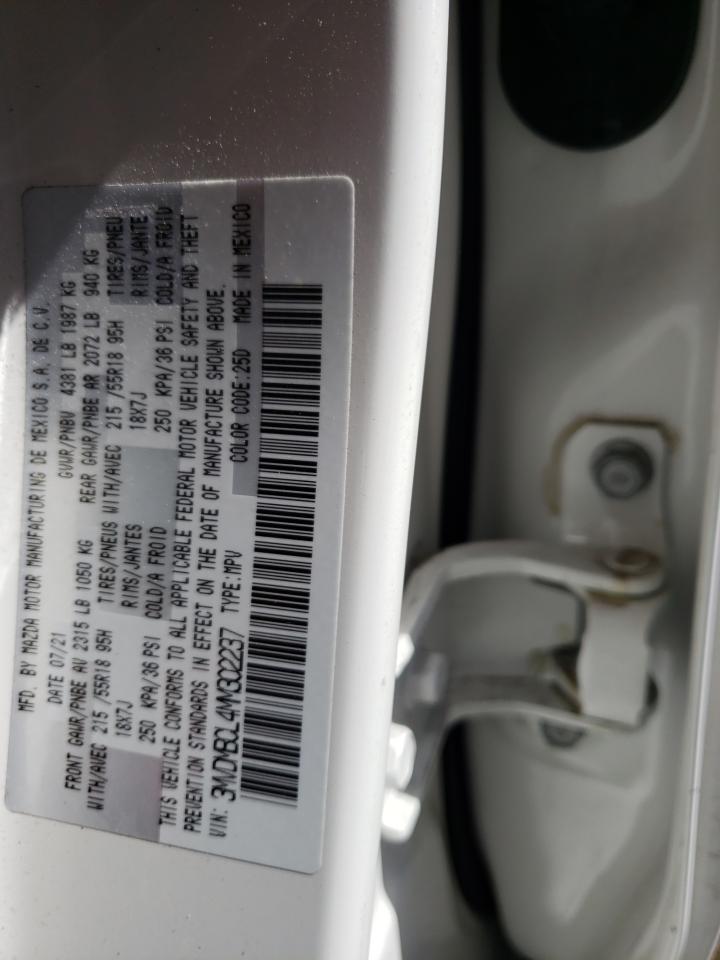 MFD. BY MAZDA MOTOR MANUFACTURING DE MEXICO S.A. DE C.V.
DATE 07/21 GVWR/PNBV 4381 LB 1987 KG
FRONT GAWR/PNBE AV 2315 LB 1050 KG REAR GAWR/PNBE AR 2072 LB 940 KG
WITH/AVEC 215 /55R18 95H TIRES/PNEUS WITH/AVEC 215 /55R18 95H TIRES/PNEU
18X7J RIMS/JANTES 18X7J RIMS/JANTE
250 KPA/36 PSI COLD/A FROID 250 KPA/36 PSI COLD/A FROID
THIS VEHICLE CONFORMS TO ALL APPLICABLE FEDERAL MOTOR VEHICLE SAFETY AND THEFT
PREVENTION STANDARDS IN EFFECT ON THE DATE OF MANUFACTURE SHOWN ABOVE.
VIN: 3MVDMBCL4NM302237 TYPE:MPV COLOR CODE:25D MADE IN MEXICO